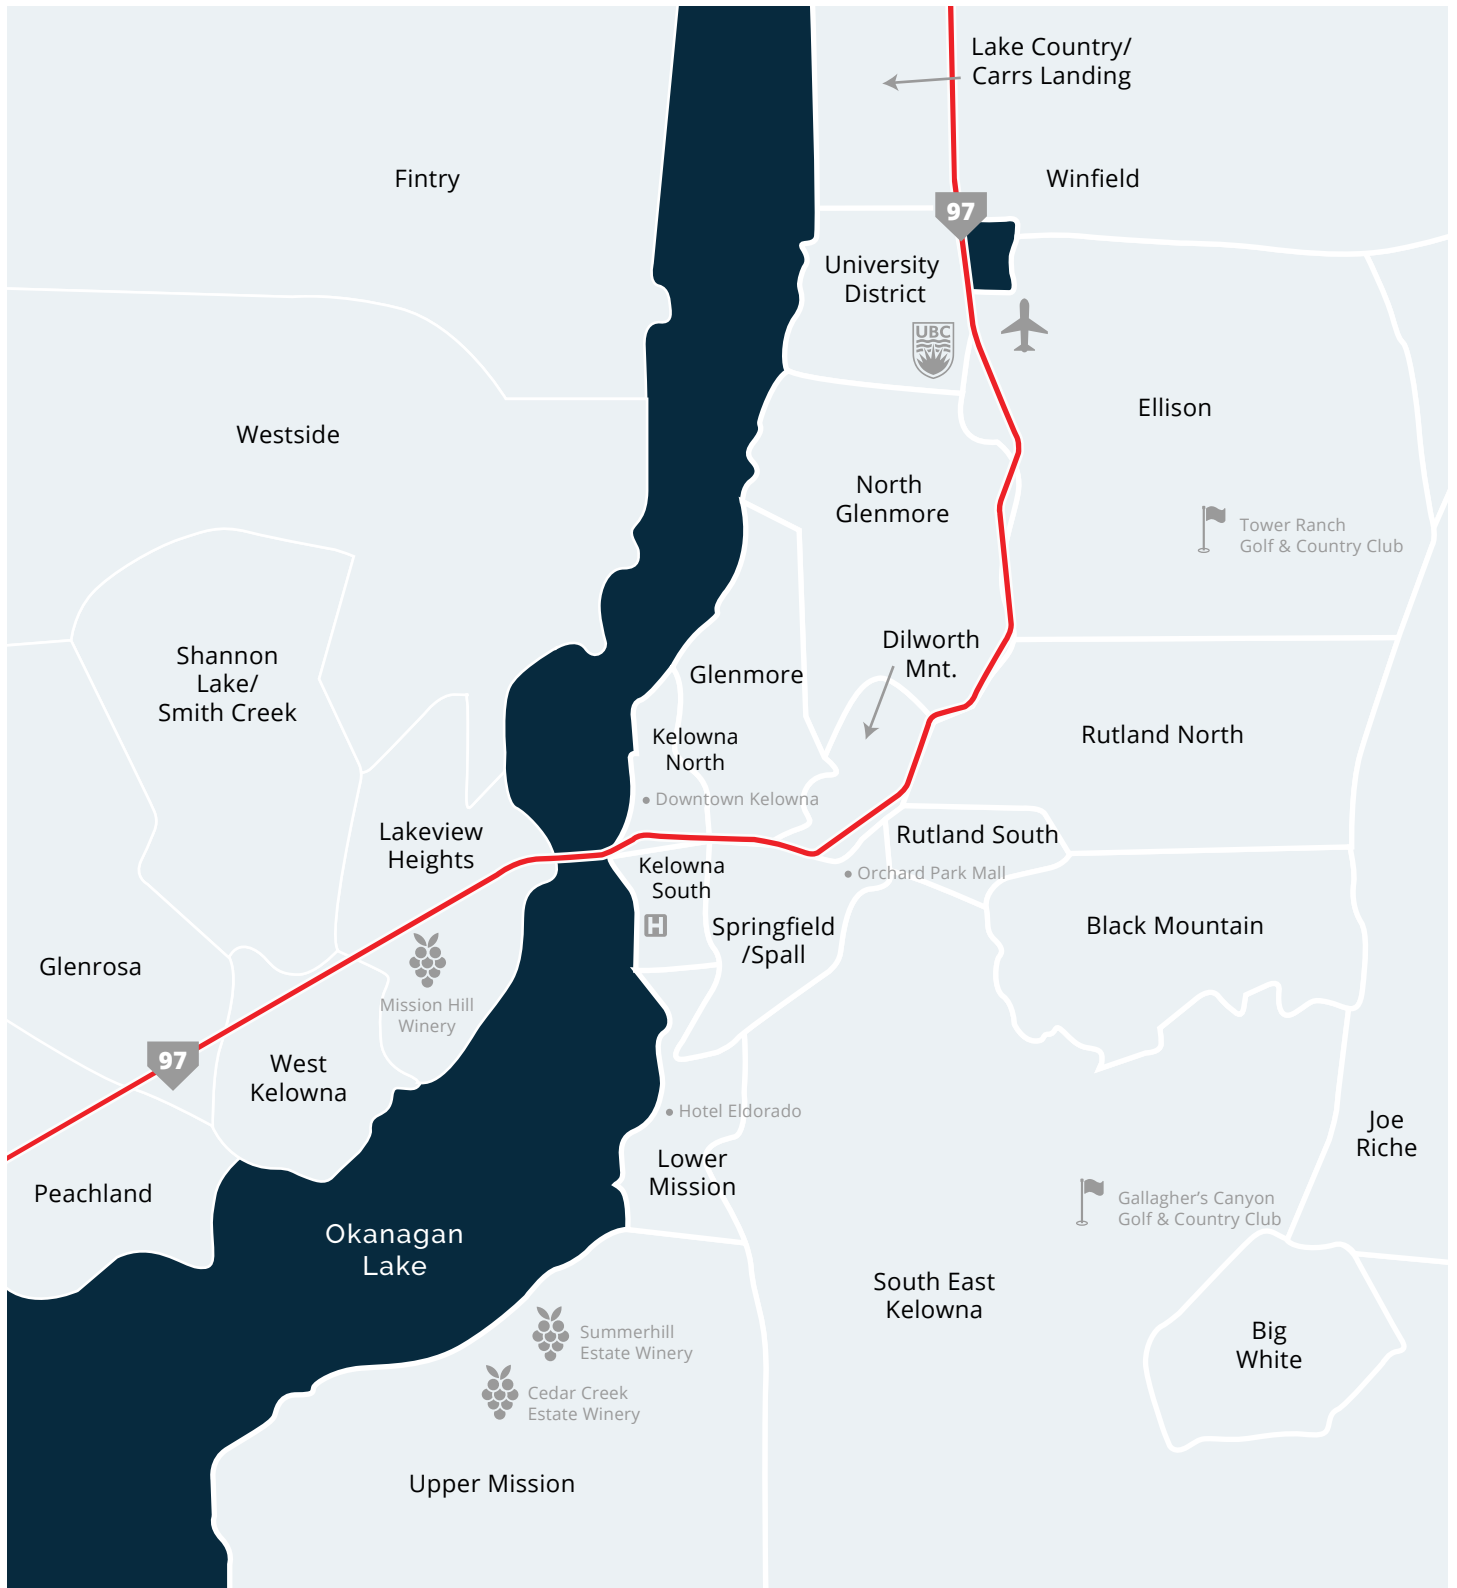 Lake Country/
Carrs Landing
Fintry
Winfield
97
University
District
UBC
Ellison
Westside
North
Glenmore
Tower Ranch
Golf & Country Club
Dilworth
Mnt.
Shannon
Lake/
Smith Creek
Glenmore
Kelowna
North
Rutland North
Downtown Kelowna
Lakeview
Heights
Rutland South
Kelowna
South
Orchard Park Mall
H
Springfield
/Spall
Black Mountain
Glenrosa
Mission Hill
Winery
97
West
Kelowna
Hotel Eldorado
Joe
Riche
Lower
Mission
Peachland
Gallagher's Canyon
Golf & Country Club
Okanagan
Lake
South East
Kelowna
Summerhill
Estate Winery
Big
White
Cedar Creek
Estate Winery
Upper Mission